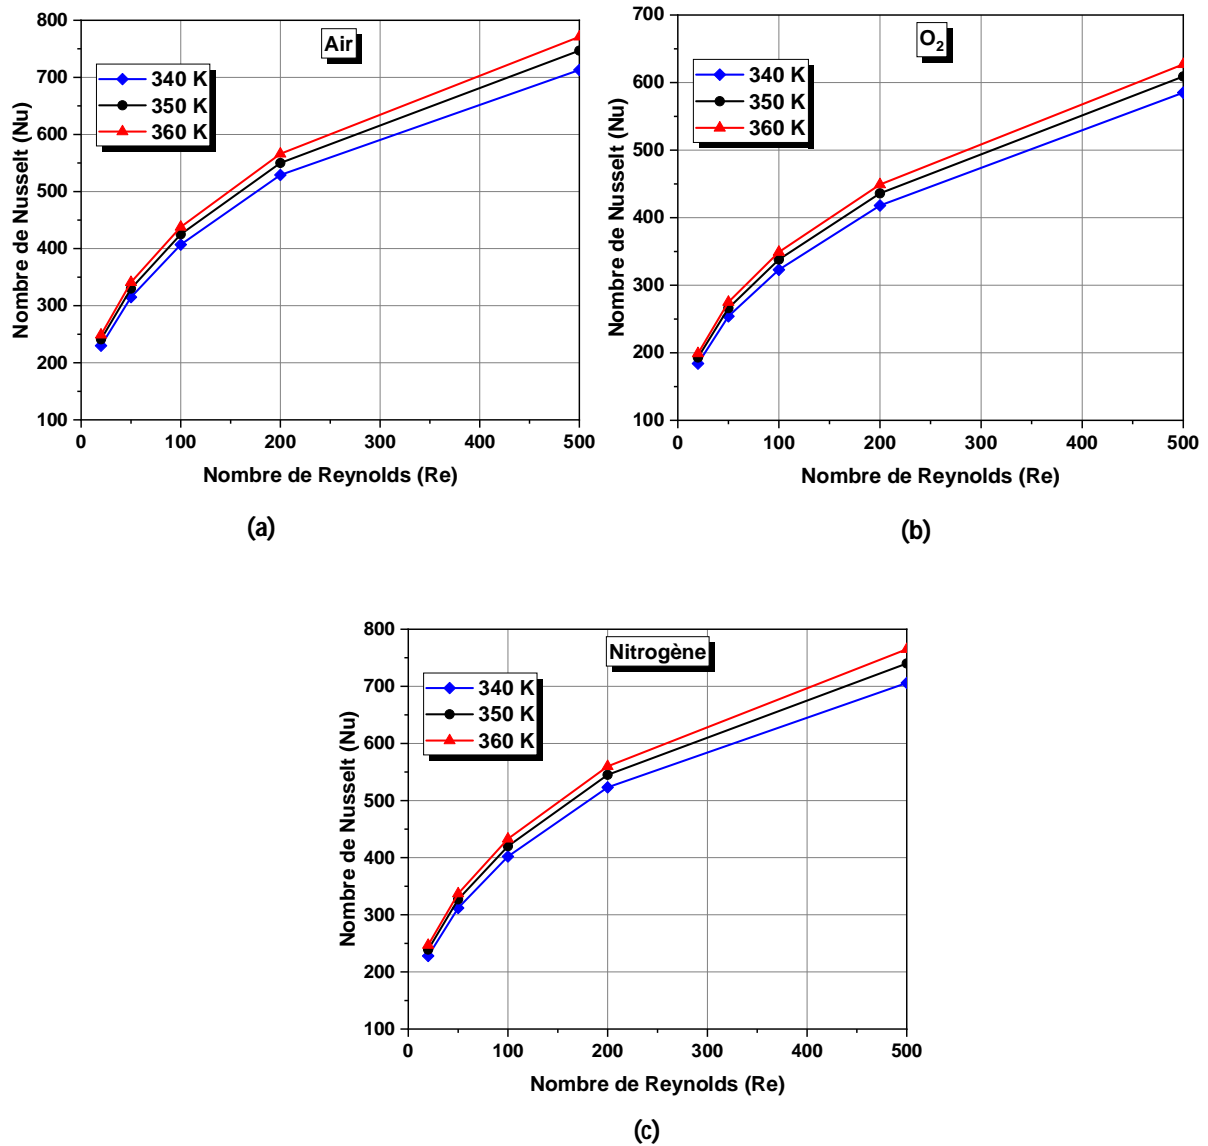 Air
340 K
350 K
360 K
Nombre de Nusselt (Nu)
800
700
600
500
400
300
200
100
0 100 200 300 400 500
Nombre de Reynolds (Re)
(a)
O2
340 K
350 K
360 K
Nombre de Nusselt (Nu)
700
600
500
400
300
200
100
0 100 200 300 400 500
Nombre de Reynolds (Re)
(b)
Nitrogène
340 K
350 K
360 K
Nombre de Nusselt (Nu)
800
700
600
500
400
300
200
100
0 100 200 300 400 500
Nombre de Reynolds (Re)
(c)